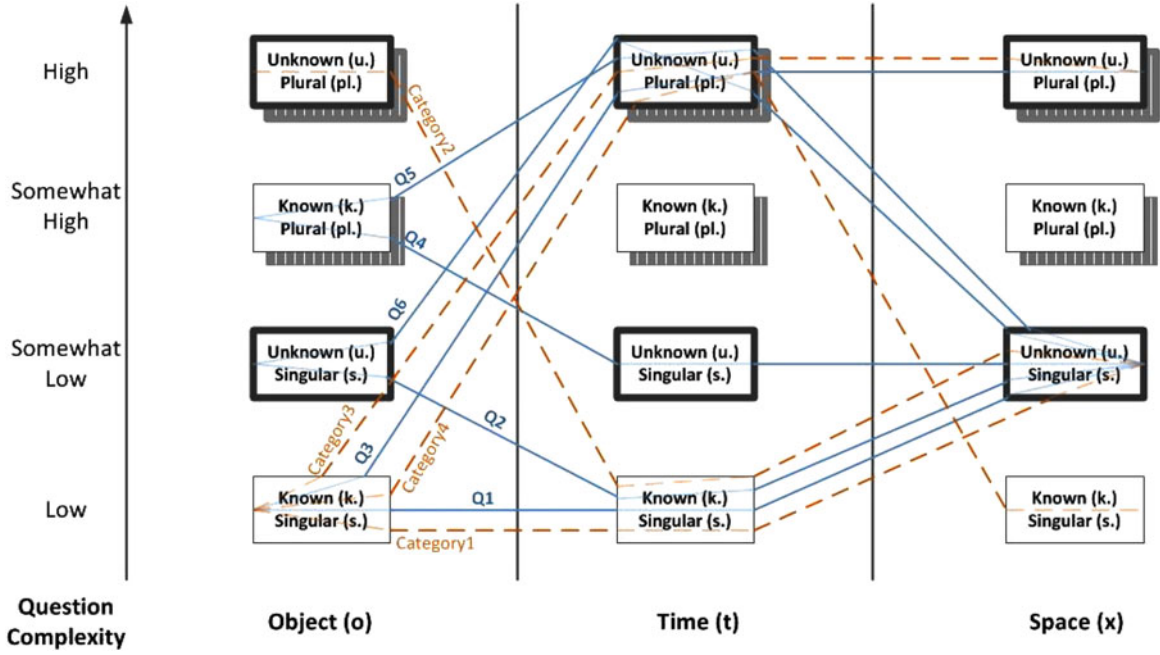 High
Unknown (u.)
Plural (pl.)
Unknown (u.)
Plural (pl.)
Unknown (u.)
Plural (pl.)
Category2
Q5
Somewhat
High
Known (k.)
Plural (pl.)
Known (k.)
Plural (pl.)
Known (k.)
Plural (pl.)
Q4
Q6
Somewhat
Low
Unknown (u.)
Singular (s.)
Unknown (u.)
Singular (s.)
Unknown (u.)
Singular (s.)
Category3
Q3
Category4
Q2
Low
Known (k.)
Singular (s.)
Q1
Known (k.)
Singular (s.)
Known (k.)
Singular (s.)
Category1
Question
Complexity
Object (o)
Time (t)
Space (x)